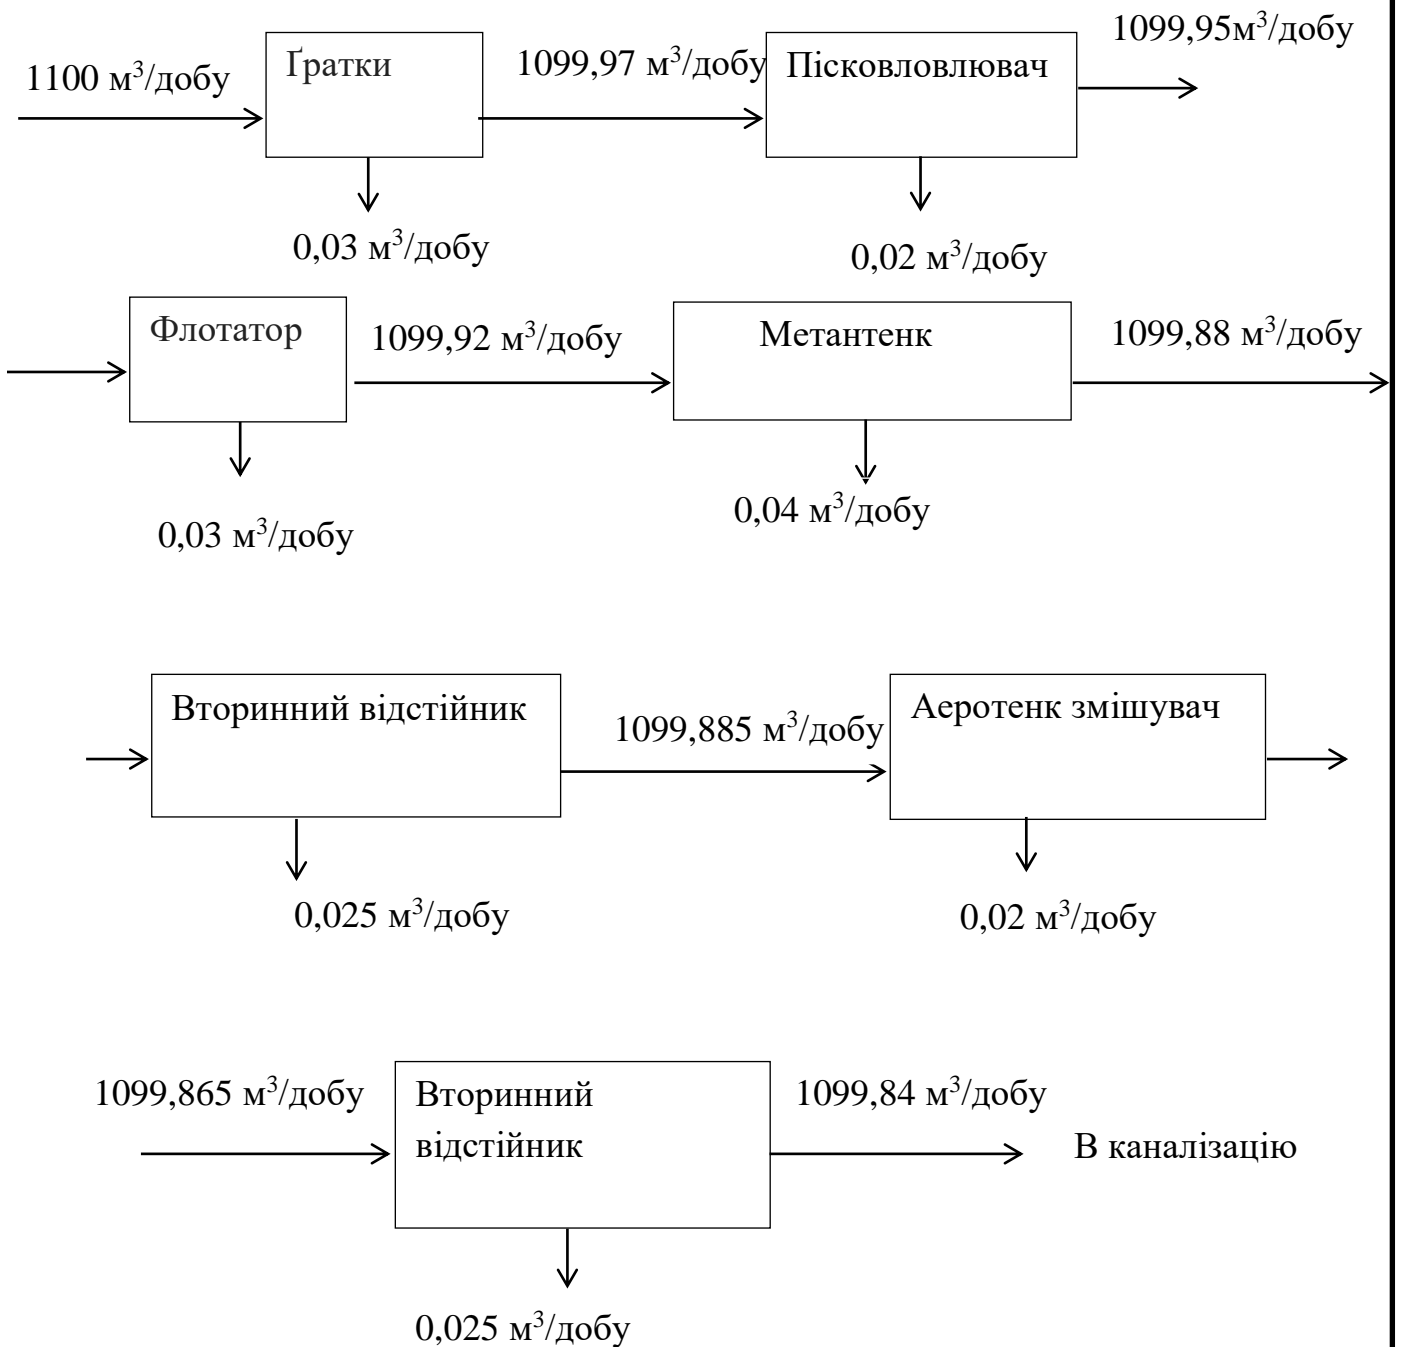 1100 м³/добу
Ґратки
1099,97 м³/добу
Пісковловлювач
1099,95м³/добу
0,03 м³/добу
0,02 м³/добу
Флотатор
1099,92 м³/добу
Метантенк
1099,88 м³/добу
0,03 м³/добу
0,04 м³/добу
Вторинний відстійник
1099,885 м³/добу
Аеротенк змішувач
0,025 м³/добу
0,02 м³/добу
1099,865 м³/добу
Вторинний
відстійник
1099,84 м³/добу
В каналізацію
0,025 м³/добу